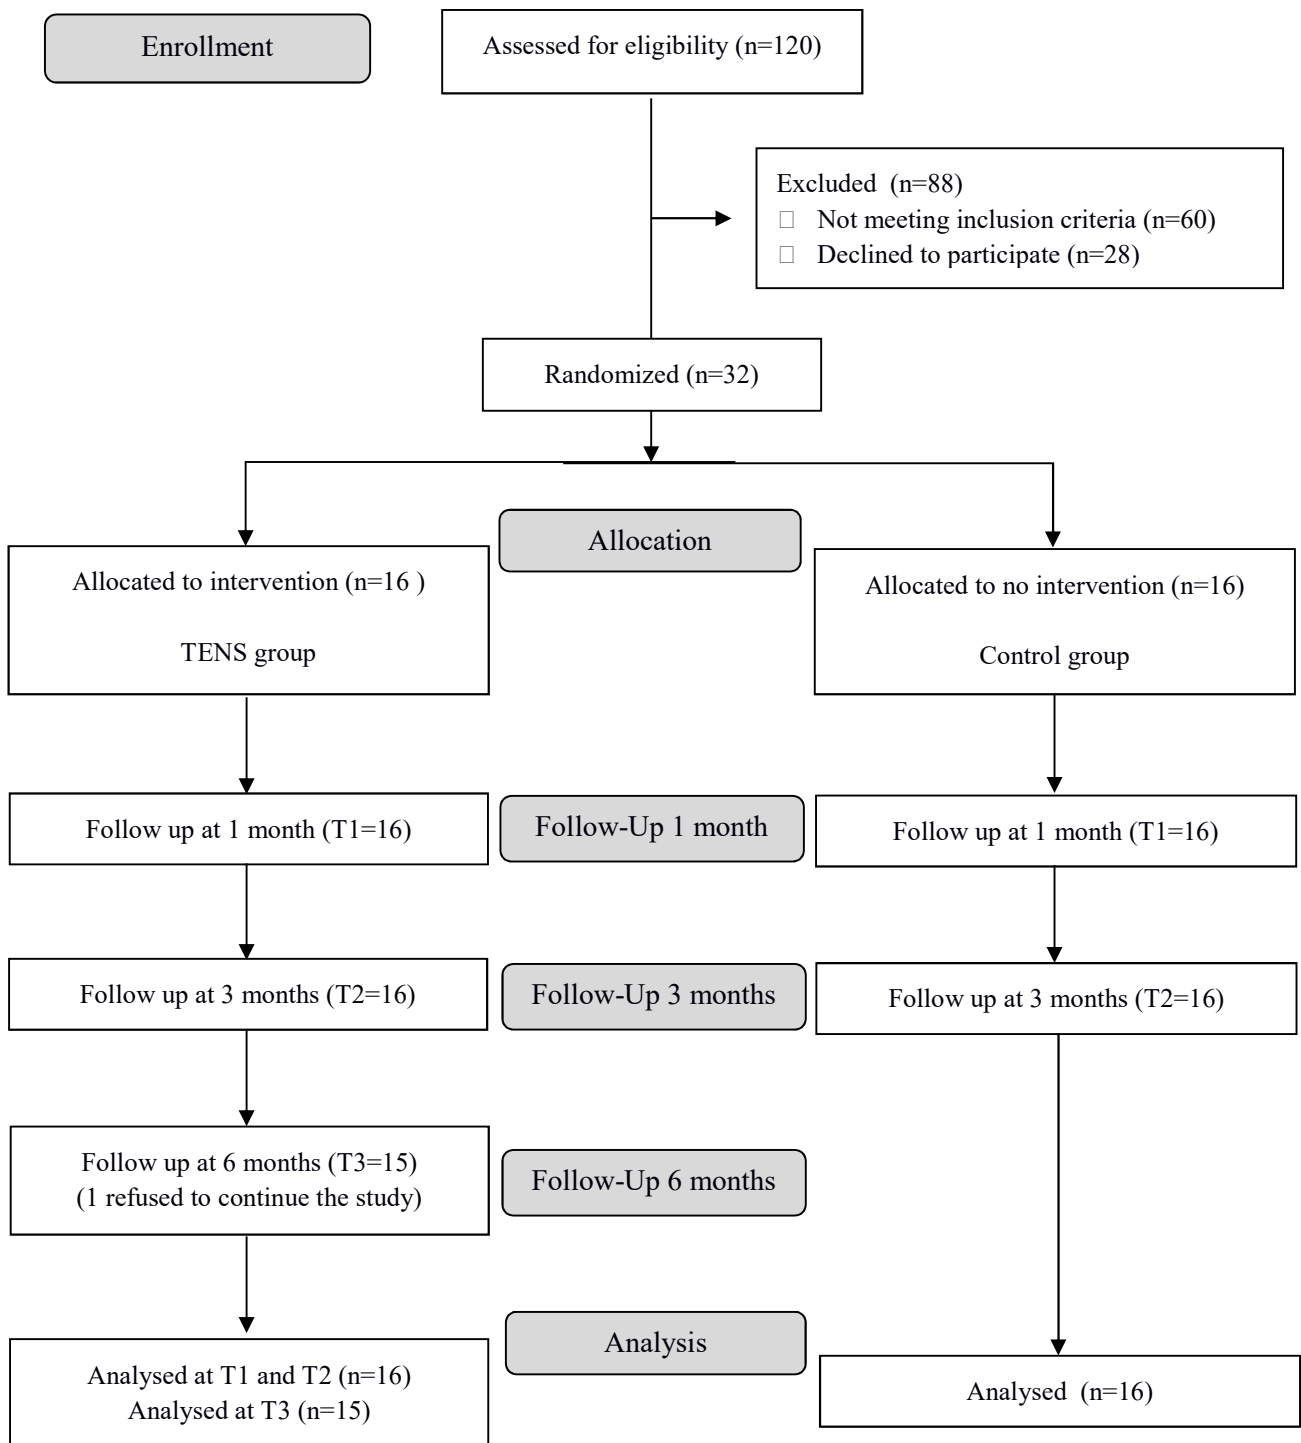 Enrollment
Assessed for eligibility (n=120)
Excluded  (n=88)
Not meeting inclusion criteria (n=60)
Declined to participate (n=28)
Randomized (n=32)
Allocation
Allocated to intervention (n=16 )
TENS group
Allocated to no intervention (n=16)
Control group
Follow up at 1 month (T1=16)
Follow-Up 1 month
Follow up at 1 month (T1=16)
Follow up at 3 months (T2=16)
Follow-Up 3 months
Follow up at 3 months (T2=16)
Follow up at 6 months (T3=15)
(1 refused to continue the study)
Follow-Up 6 months
Analysis
Analysed at T1 and T2 (n=16)
Analysed at T3 (n=15)
Analysed  (n=16)